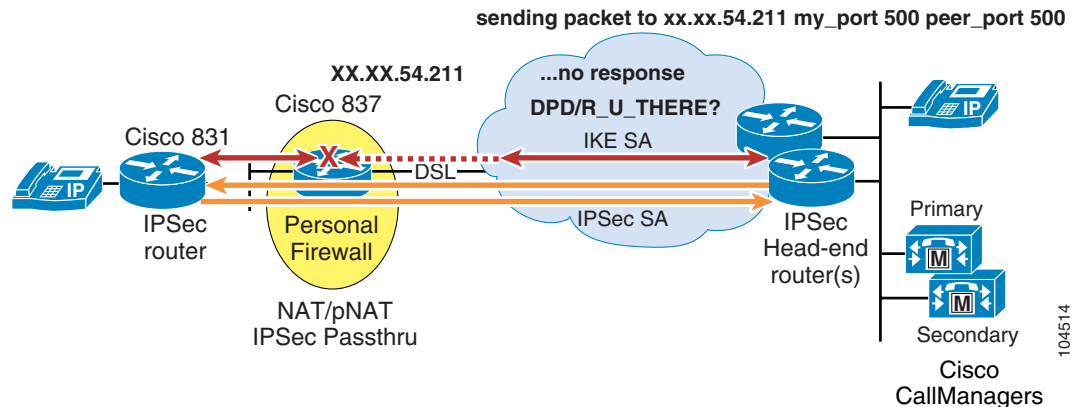 sending packet to xx.xx.54.211 my_port 500 peer_port 500
XX.XX.54.211
...no response
Cisco 837
DPD/R_U_THERE?
IP
Cisco 831
IKE SA
X
DSL
IP
IPSec
router
Personal
Firewall
IPSec SA
IPSec
Head-end
router(s)
Primary
M
NAT/pNAT
IPSec Passthru
M
Secondary
Cisco
CallManagers
104514